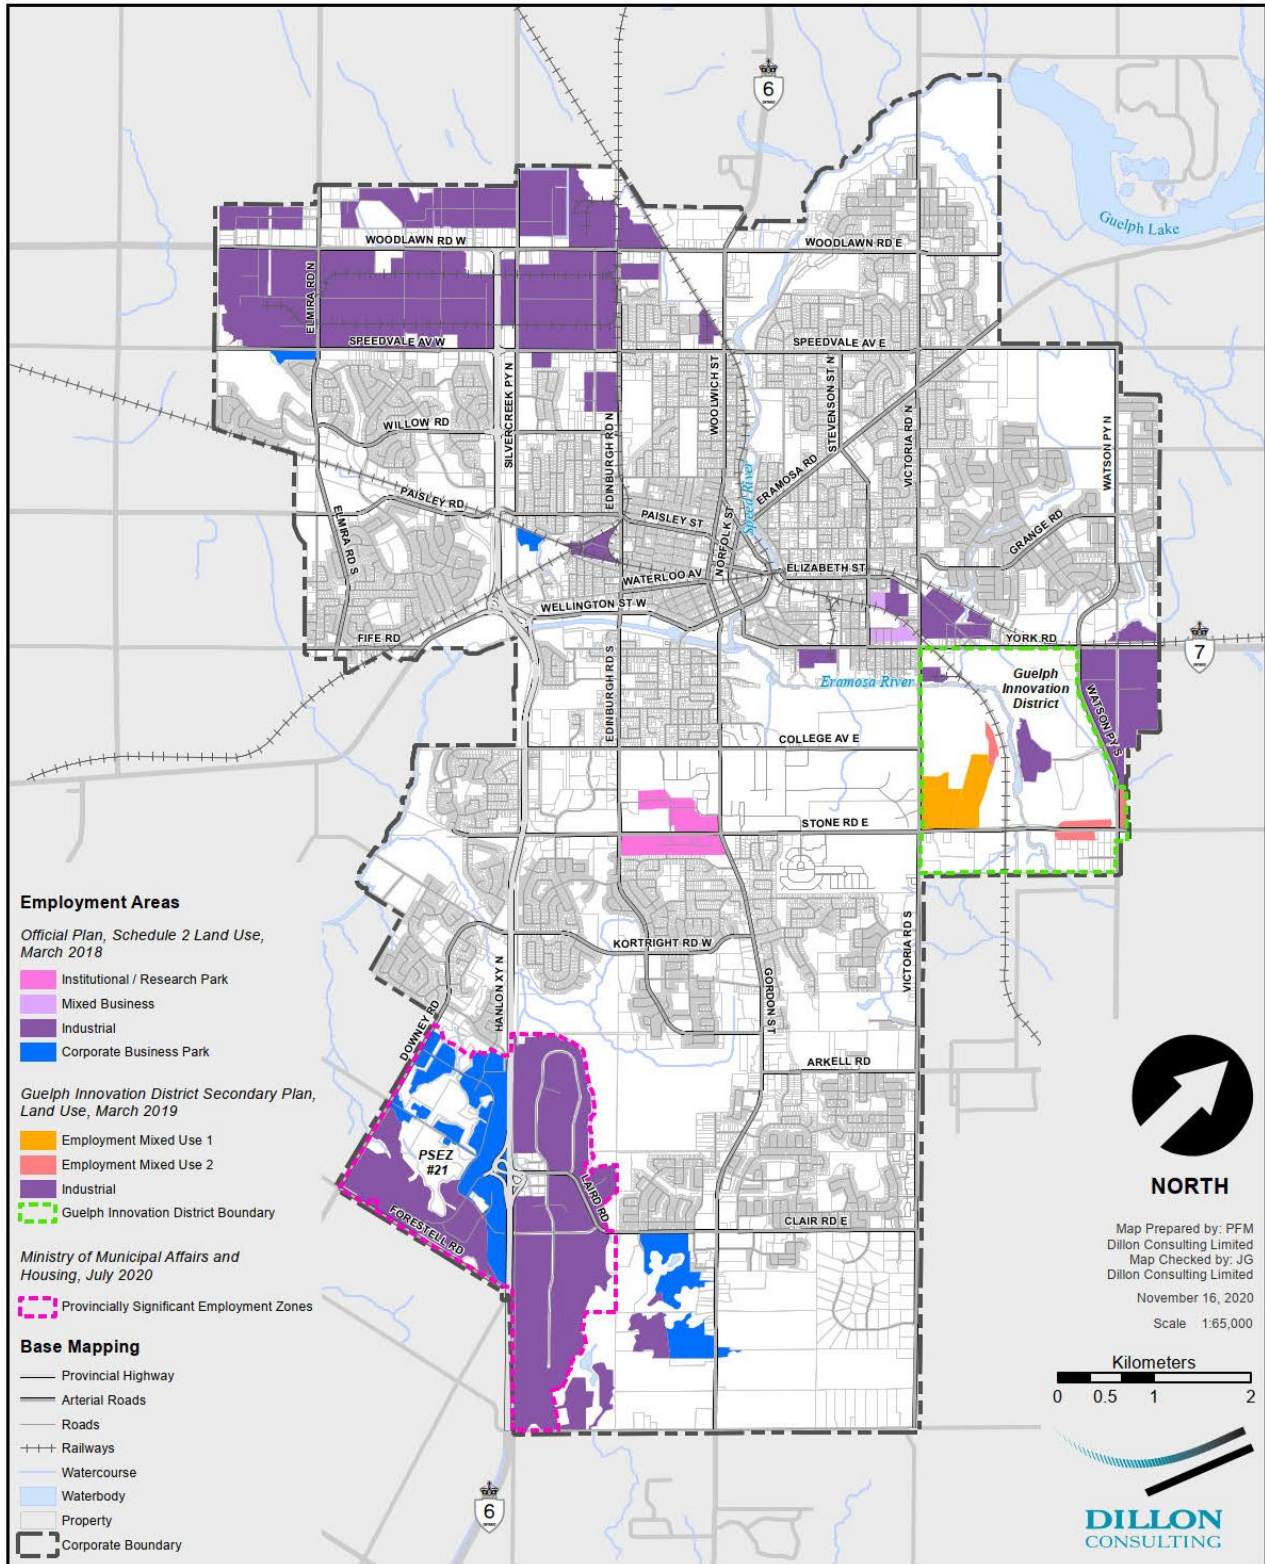 6
ONTARIO
Guelph Lake
WOODLAWN RD W
WOODLAWN RD E
ELMIRA RD N
SPEEDVALE AV W
SPEEDVALE AV E
SILVERCREEK PY N
EDINBURGH RD N
WOOLWICH ST
STEVENSON ST N
VICTORIA RD N
WATSON PY N
WILLOW RD
ERAMOSA RD
Speed River
PAISLEY RD
PAISLEY ST
NORFOLK ST
GRANGE RD
ELMIRA RD S
WATERLOO AV
ELIZABETH ST
WELLINGTON ST W
FIFE RD
YORK RD
7
ONTARIO
EDINBURGH RD S
Eramosa River
Guelph
Innovation
District
WATSON PY S
COLLEGE AV E
STONE RD E
KORTRIGHT RD W
HANLON XY N
DOWNEY RD
GORDON ST
VICTORIA RD S
ARKELL RD
PSEZ
#21
LAIRD RD
FORESTELL RD
CLAIR RD E
6
ONTARIO
Employment Areas
Official Plan, Schedule 2 Land Use,
March 2018
Institutional / Research Park
Mixed Business
Industrial
Corporate Business Park
Guelph Innovation District Secondary Plan,
Land Use, March 2019
Employment Mixed Use 1
Employment Mixed Use 2
Industrial
Guelph Innovation District Boundary
Ministry of Municipal Affairs and
Housing, July 2020
Provincially Significant Employment Zones
Base Mapping
Provincial Highway
Arterial Roads
Roads
Railways
Watercourse
Waterbody
Property
Corporate Boundary
NORTH
Map Prepared by: PFM
Dillon Consulting Limited
Map Checked by: JG
Dillon Consulting Limited
November 16, 2020
Scale 1:65,000
Kilometers
0 0.5 1 2
DILLON
CONSULTING